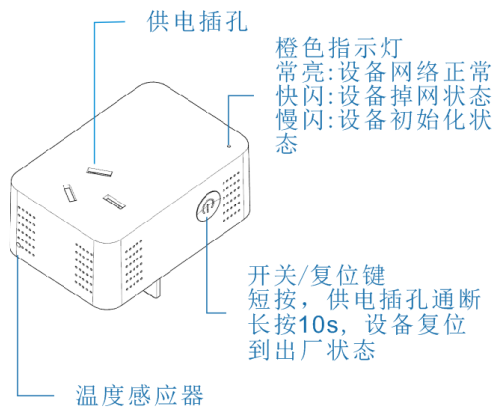 供电插孔
橙色指示灯
常亮:设备网络正常
快闪:设备掉网状态
慢闪:设备初始化状
态
开关/复位键
短按，供电插孔通断
长按10s，设备复位
到出厂状态
温度感应器